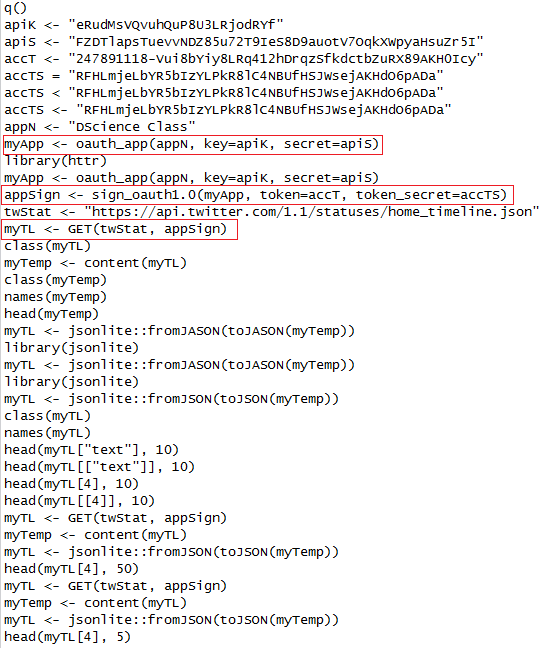 q()
apiK <- "eRudMsVQvuhQuP8U3LRjodRYf"
apiS <- "FZDTlapsTuevvNDZ85u72T9IeS8D9auotV7OqkXWpyaHsuZr5I"
accT <- "247891118-Vui8bYiy8LRq412hDrqzSfkdctbZuRX89AKH0Icy"
accTS = "RFHLmjeLbYR5bIzYLPkR8lC4NBUfHSJWsejAKHdO6pADa"
accTS < "RFHLmjeLbYR5bIzYLPkR8lC4NBUfHSJWsejAKHdO6pADa"
accTS <- "RFHLmjeLbYR5bIzYLPkR8lC4NBUfHSJWsejAKHdO6pADa"
appN <- "DScience Class"
myApp <- oauth_app(appN, key=apiK, secret=apiS)
library(httr)
myApp <- oauth_app(appN, key=apiK, secret=apiS)
appSign <- sign_oauth1.0(myApp, token=accT, token_secret=accTS)
twStat <- "https://api.twitter.com/1.1/statuses/home_timeline.json"
myTL <- GET(twStat, appSign)
class(myTL)
myTemp <- content(myTL)
class(myTemp)
names(myTemp)
head(myTemp)
myTL <- jsonlite::fromJASON(toJASON(myTemp))
library(jsonlite)
myTL <- jsonlite::fromJASON(toJASON(myTemp))
library(jsonlite)
myTL <- jsonlite::fromJSON(toJSON(myTemp))
class(myTL)
names(myTL)
head(myTL["text"], 10)
head(myTL[["text"]], 10)
head(myTL[4], 10)
head(myTL[[4]], 10)
myTL <- GET(twStat, appSign)
myTemp <- content(myTL)
myTL <- jsonlite::fromJSON(toJSON(myTemp))
head(myTL[4], 50)
myTL <- GET(twStat, appSign)
myTemp <- content(myTL)
myTL <- jsonlite::fromJSON(toJSON(myTemp))
head(myTL[4], 5)